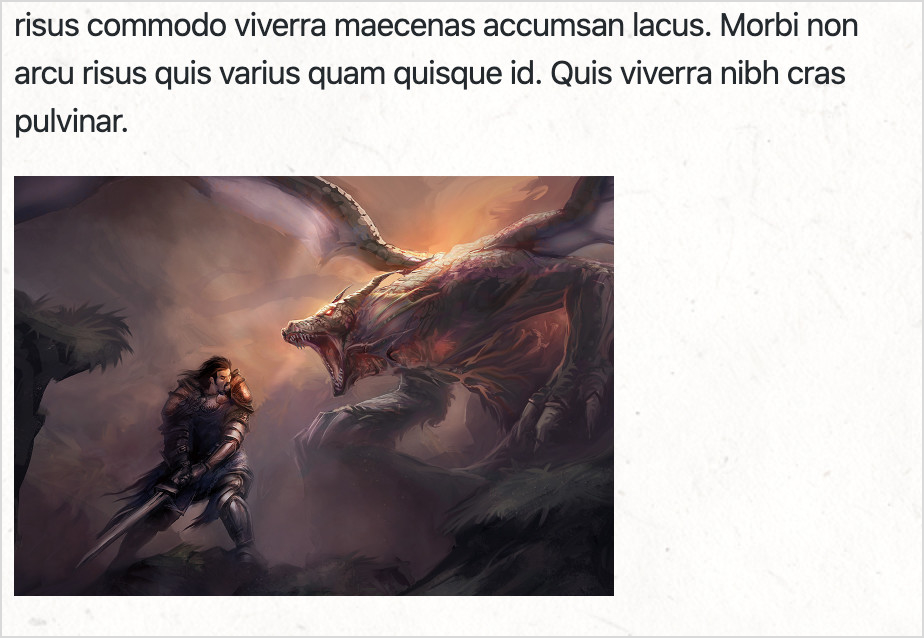 risus commodo viverra maecenas accumsan lacus. Morbi non
arcu risus quis varius quam quisque id. Quis viverra nibh cras
pulvinar.